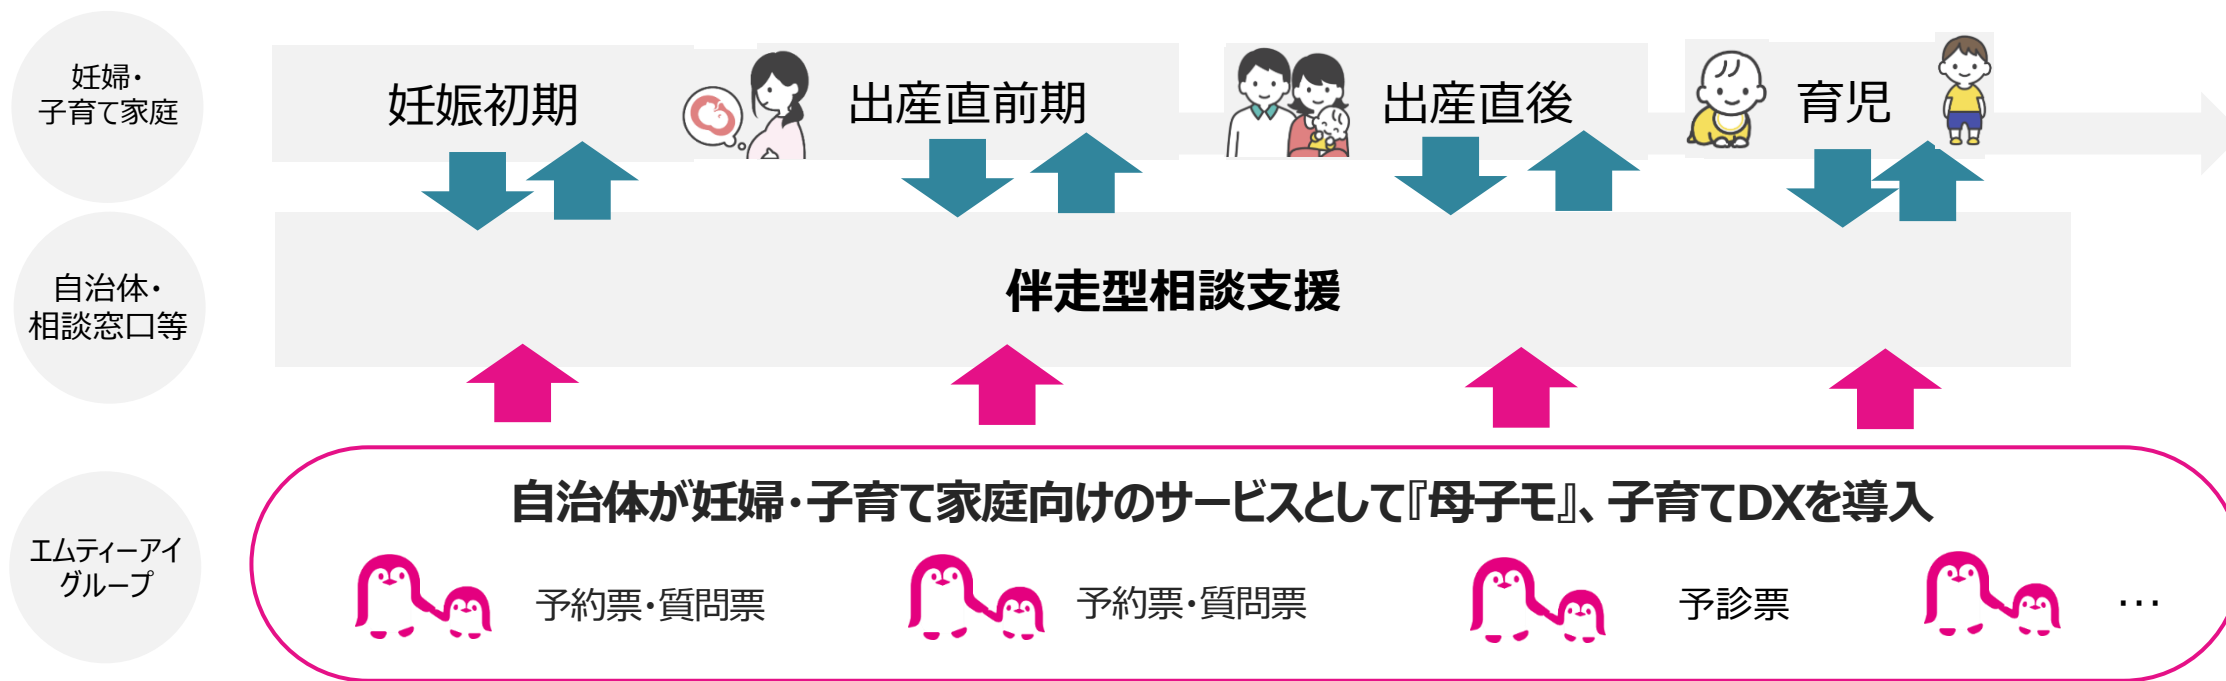 妊婦・
子育て家庭
妊娠初期
出産直前期
出産直後
育児
自治体・
相談窓口等
伴走型相談支援
エムティーアイ
グループ
自治体が妊婦・子育て家庭向けのサービスとして『母子モ』、子育てDXを導入
予約票・質問票
予約票・質問票
予診票
…